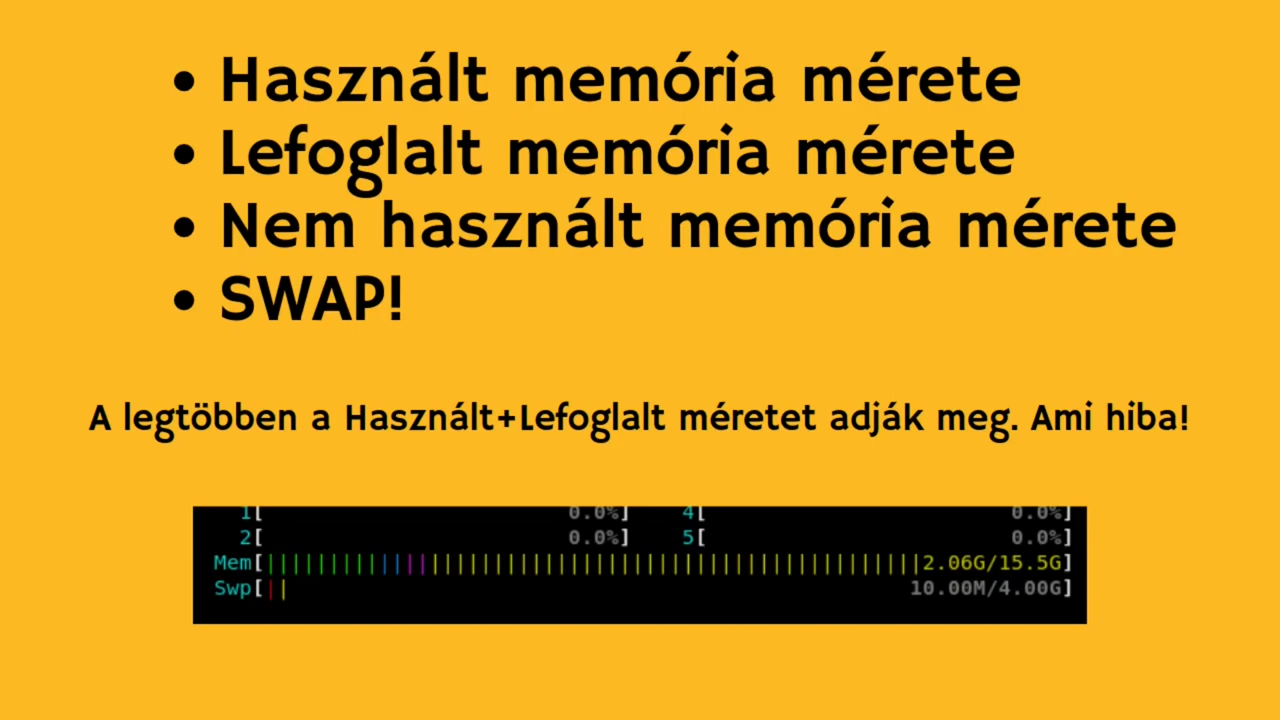 • Használt memória mérete
• Lefoglalt memória mérete
• Nem használt memória mérete
• SWAP!
A legtöbben a Használt+Lefoglalt méretet adják meg. Ami hiba!
1[ 0.0%] 4[ 0.0%]
2[ 0.0%] 5[ 0.0%]
Mem[||||||||||||||||||||||||||||||||||||||||||||||||||||2.06G/15.5G]
Swp[|| 10.00M/4.00G]